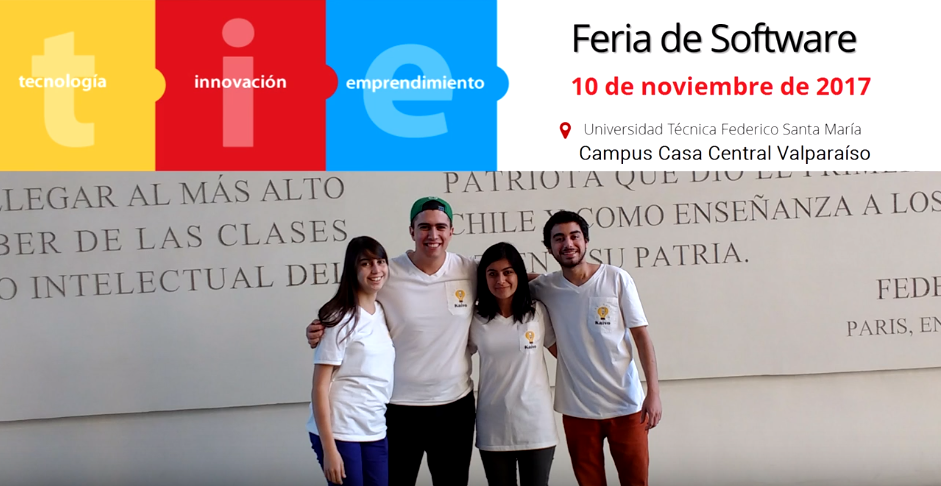 t i e
tecnología
innovación
emprendimiento
Feria de Software
10 de noviembre de 2017
Universidad Técnica Federico Santa María
Campus Casa Central Valparaíso
LLEGAR AL MÁS ALTO
BER DE LAS CLASES
O INTELECTUAL DEL
PATRIOTA QUE DIO
CHILE Y COMO ENSEÑANZA A LOS
SU PATRIA.
FEDE
PARIS, EN